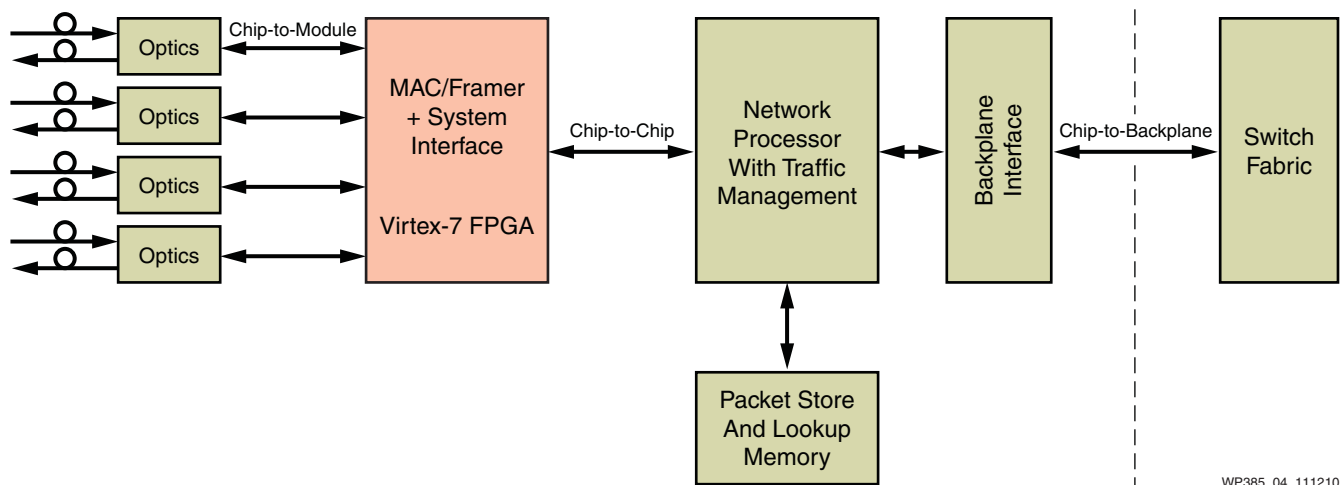 Optics
Chip-to-Module
Optics
Optics
Optics
MAC/Framer
+ System
Interface
Virtex-7 FPGA
Chip-to-Chip
Network
Processor
With Traffic
Management
Backplane
Interface
Chip-to-Backplane
Switch
Fabric
Packet Store
And Lookup
Memory
WP385_04_111210